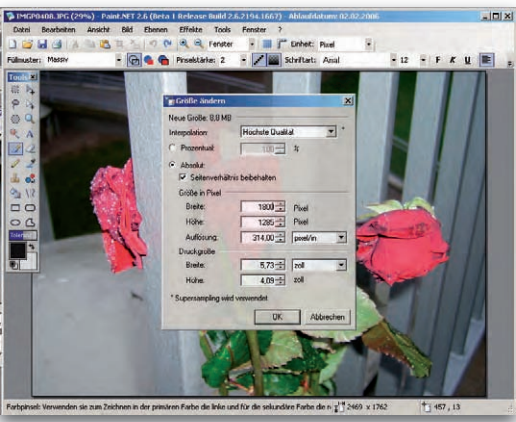 IMGP0408.JPG (29%) - Paint.NET 2.6 (Beta 1 Release Build 2.6.2194.1667) - Ablaufdatum: 02.02.2006
Datei Bearbeiten Ansicht Bild Ebenen Effekte Tools Fenster ?
Fenster Einheit: Pixel
Füllmuster: Massiv Pinselstärke: 2 Schriftart: Arial 12 F K U
Tools
Größe ändern
Neue Größe: 8,8 MB
Interpolation: Höchste Qualität *
Prozentual: 100 %
Absolut:
Seitenverhältnis beibehalten
Größe in Pixel
Breite: 1800 Pixel
Höhe: 1285 Pixel
Auflösung: 314,00 pixel/in
Druckgröße
Breite: 5,73 zoll
Höhe: 4,09 zoll
* Supersampling wird verwendet
OK Abbrechen
Farbpinsel: Verwenden sie zum Zeichnen in der primären Farbe die linke und für die sekundäre Farbe die r 2469 x 1762 457 , 13